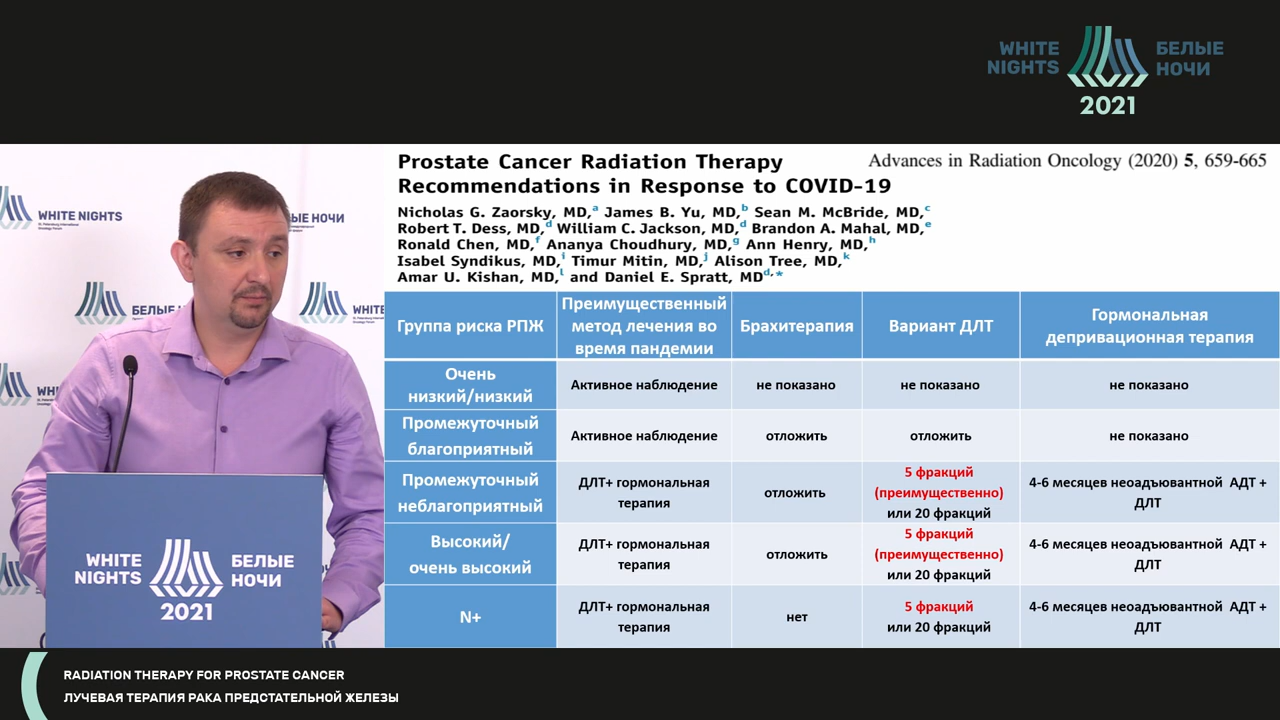 WHITE
NIGHTS
БЕЛЫЕ
НОЧИ
2021
Prostate Cancer Radiation Therapy
Recommendations in Response to COVID-19
Advances in Radiation Oncology (2020) 5, 659-665
Nicholas G. Zaorsky, MD,a James B. Yu, MD,b Sean M. McBride, MD,c
Robert T. Dess, MD,d William C. Jackson, MD,d Brandon A. Mahal, MD,e
Ronald Chen, MD,f Ananya Choudhury, MD,g Ann Henry, MD,h
Isabel Syndikus, MD,i Timur Mitin, MD,j Alison Tree, MD,k
Amar U. Kishan, MD,l and Daniel E. Spratt, MDd,*
Группа риска РПЖ
Преимущественный
метод лечения во
время пандемии
Брахитерапия
Вариант ДЛТ
Гормональная
депривационная терапия
Очень
низкий/низкий
Активное наблюдение
не показано
не показано
не показано
Промежуточный
благоприятный
Активное наблюдение
отложить
отложить
не показано
Промежуточный
неблагоприятный
ДЛТ+ гормональная
терапия
отложить
5 фракций
(преимущественно)
или 20 фракций
4-6 месяцев неоадъювантной АДТ +
ДЛТ
Высокий/
очень высокий
ДЛТ+ гормональная
терапия
отложить
5 фракций
(преимущественно)
или 20 фракций
4-6 месяцев неоадъювантной АДТ +
ДЛТ
N+
ДЛТ+ гормональная
терапия
нет
5 фракций
или 20 фракций
4-6 месяцев неоадъювантной АДТ +
ДЛТ
WHITE NIGHTS
БЕЛЫЕ
WHITE
NIGHTS
БЕЛЫЕ
НОЧИ
2021
RADIATION THERAPY FOR PROSTATE CANCER
ЛУЧЕВАЯ ТЕРАПИЯ РАКА ПРЕДСТАТЕЛЬНОЙ ЖЕЛЕЗЫ